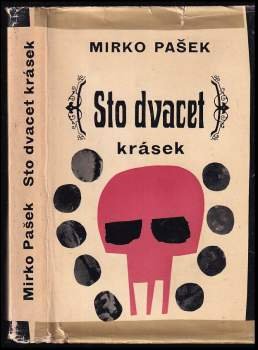 Mirko Pašek Sto dvacet krásek
MIRKO PAŠEK
Sto dvacet
krásek